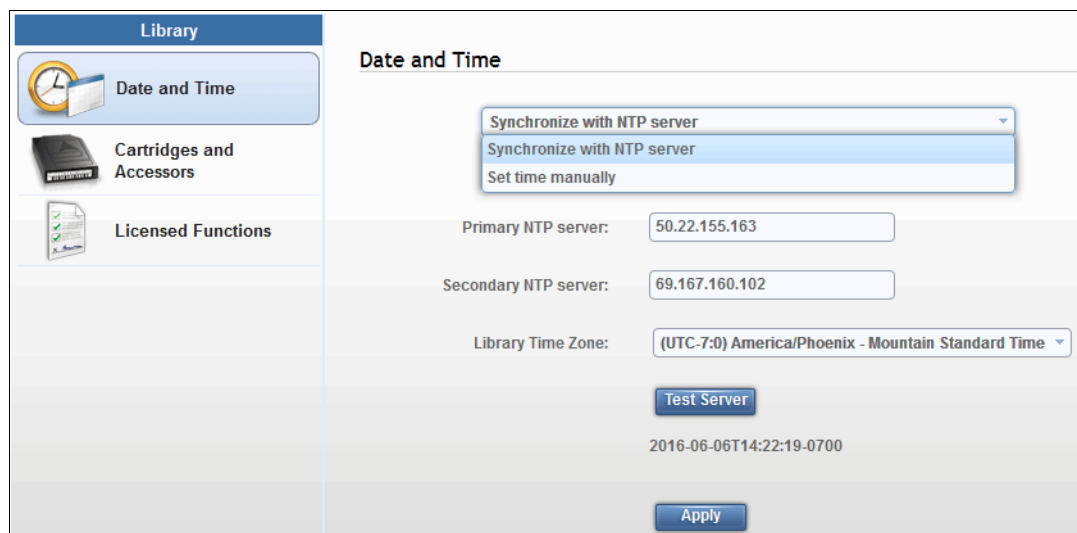 Library
Date and Time
Cartridges and
Accessors
Licensed Functions
Date and Time
Synchronize with NTP server
Synchronize with NTP server
Set time manually
Primary NTP server: 50.22.155.163
Secondary NTP server: 69.167.160.102
Library Time Zone: (UTC-7:0) America/Phoenix - Mountain Standard Time
Test Server
2016-06-06T14:22:19-0700
Apply